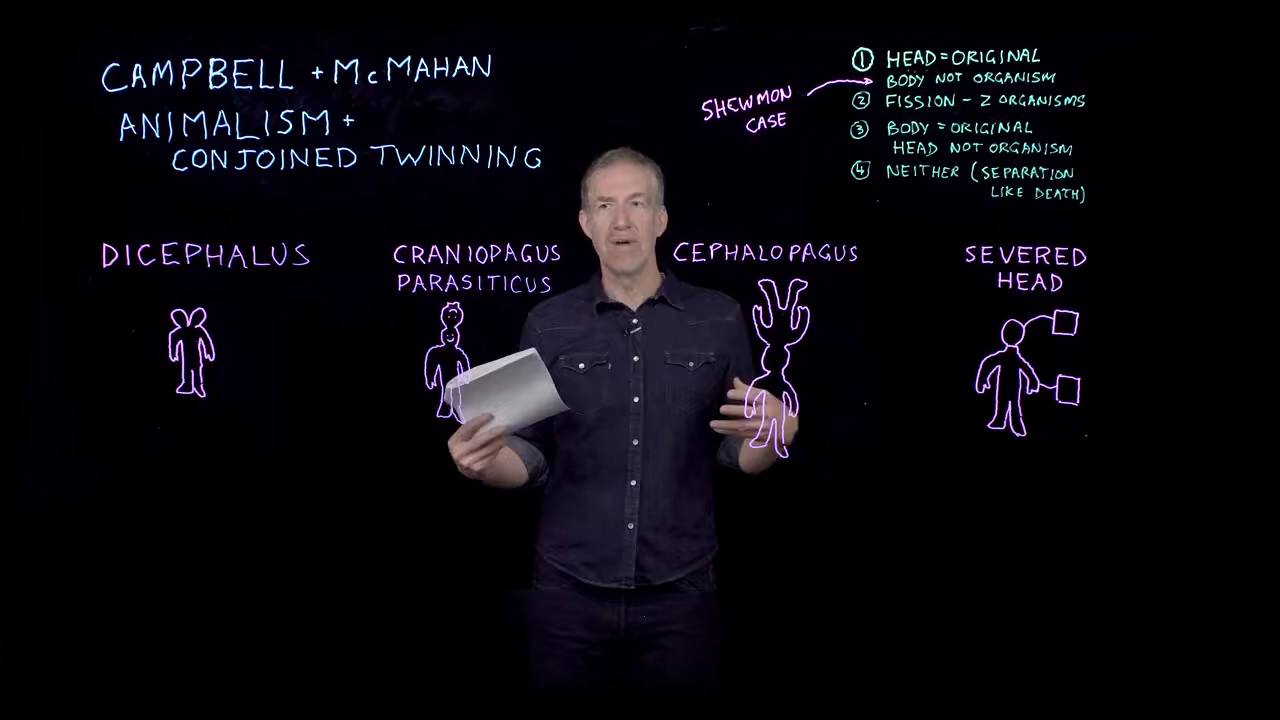 CAMPBELL + McMAHAN
ANIMALISM +
CONJOINED TWINNING
SHEWMON
CASE
① HEAD = ORIGINAL
BODY NOT ORGANISM
② FISSION - 2 ORGANISMS
③ BODY = ORIGINAL
HEAD NOT ORGANISM
④ NEITHER (SEPARATION
LIKE DEATH)
DICEPHALUS
CRANIOPAGUS
PARASITICUS
CEPHALOPAGUS
SEVERED
HEAD